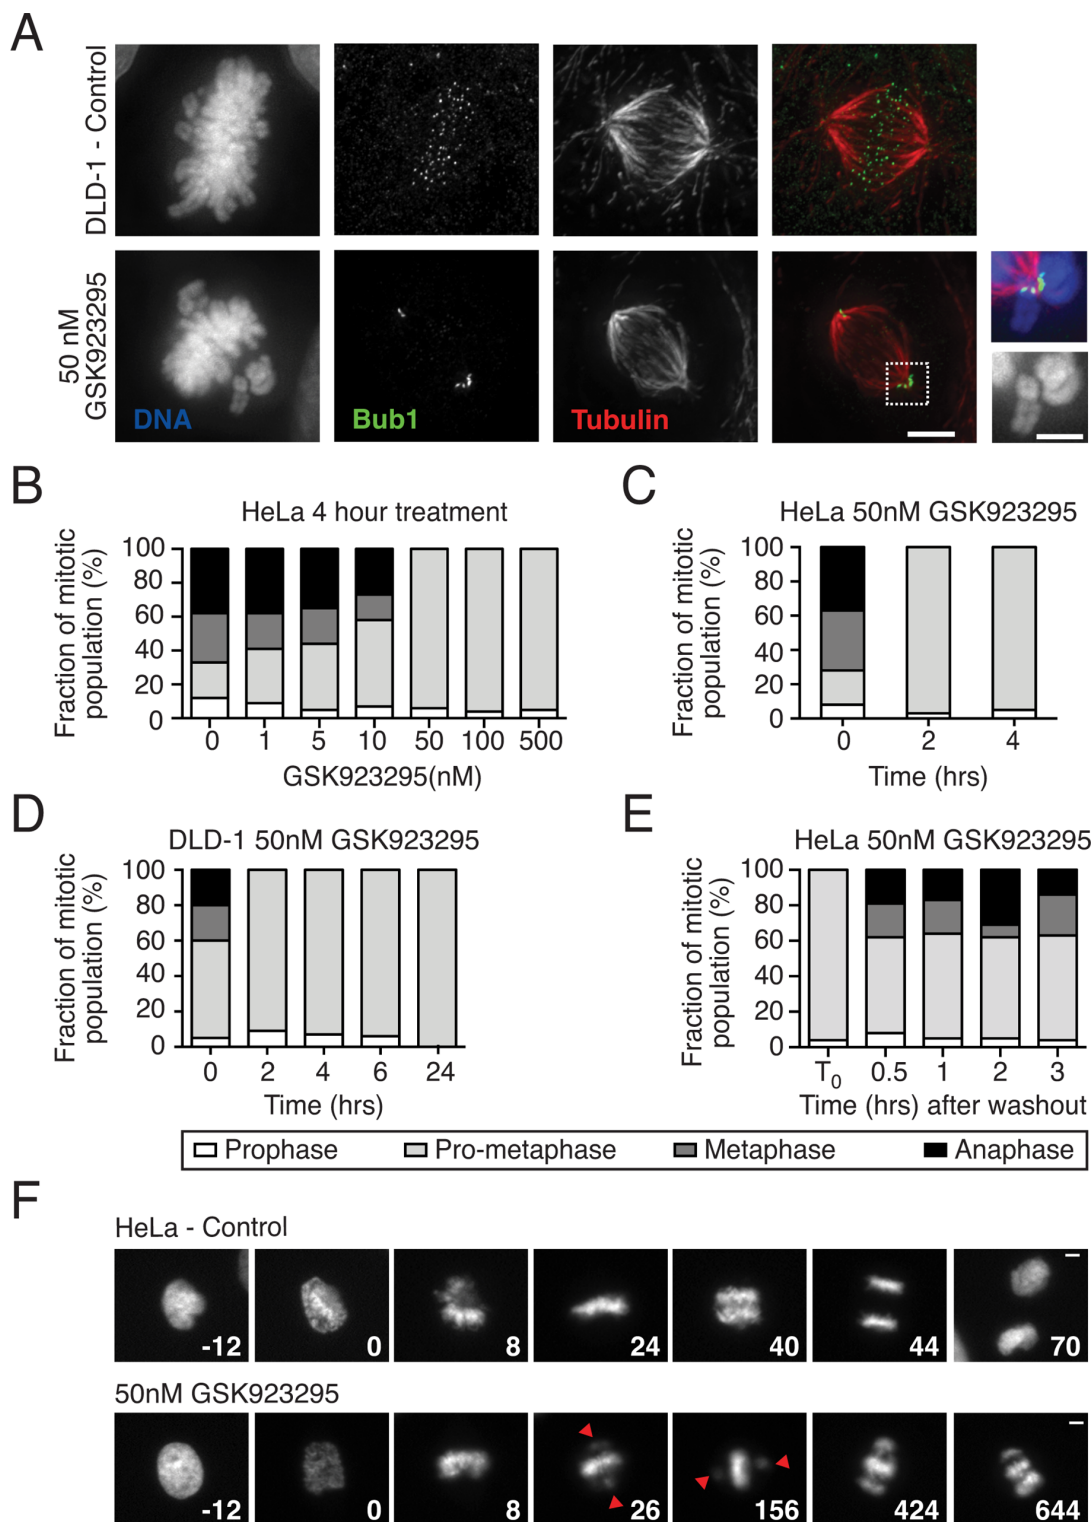 A
DLD-1 - Control
50 nM
GSK923295
DNA
Bub1
Tubulin
B
HeLa 4 hour treatment
Fraction of mitotic
population (%)
100
80
60
40
20
0
0 1 5 10 50 100 500
GSK923295(nM)
C
HeLa 50nM GSK923295
Fraction of mitotic
population (%)
100
80
60
40
20
0
0 2 4
Time (hrs)
D
DLD-1 50nM GSK923295
Fraction of mitotic
population (%)
100
80
60
40
20
0
0 2 4 6 24
Time (hrs)
E
HeLa 50nM GSK923295
Fraction of mitotic
population (%)
100
80
60
40
20
0
T0 0.5 1 2 3
Time (hrs) after washout
Prophase Pro-metaphase Metaphase Anaphase
F
HeLa - Control
-12 0 8 24 40 44 70
50nM GSK923295
-12 0 8 26 156 424 644